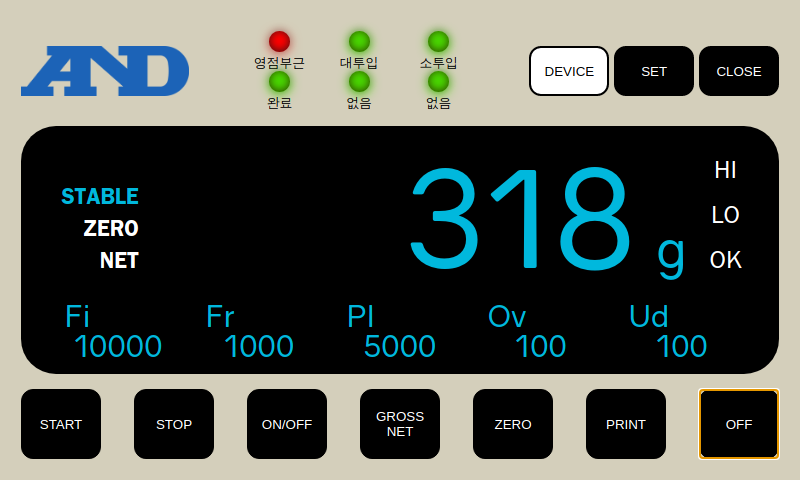 AND
영점부근 대투입 소투입
완료 없음 없음
DEVICE SET CLOSE
STABLE
ZERO
NET
318 g
HI
LO
OK
Fi Fr Pl Ov Ud
10000 1000 5000 100 100
START STOP ON/OFF GROSS NET ZERO PRINT OFF